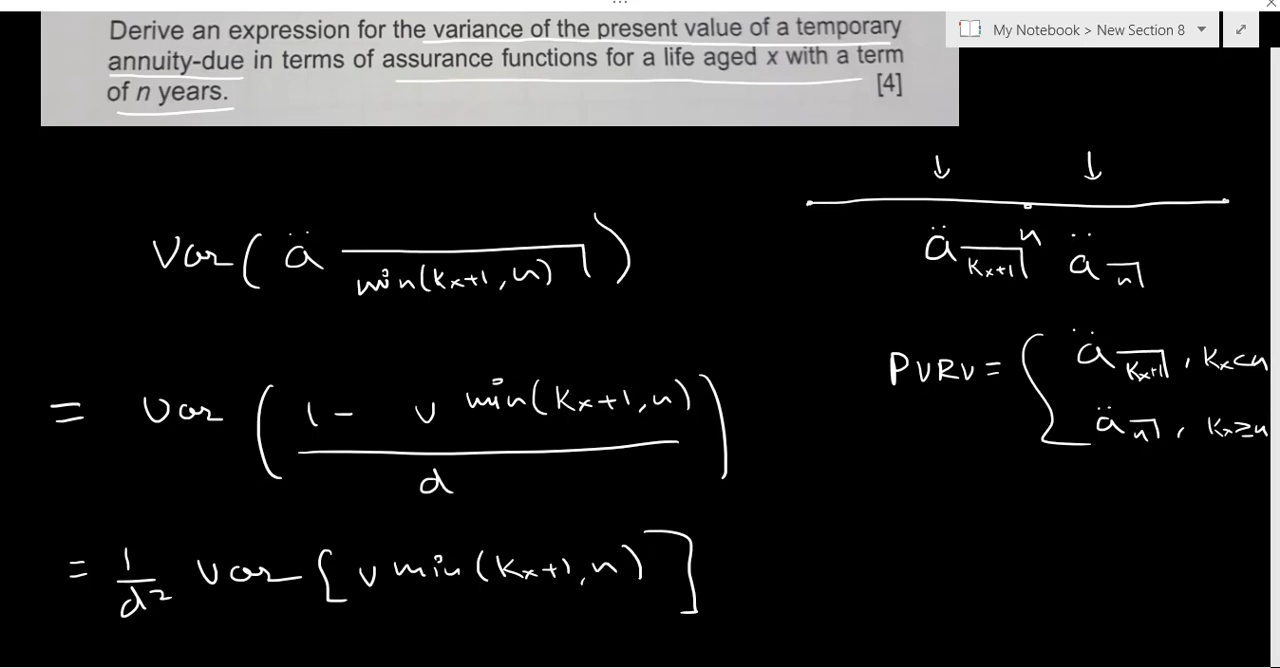 Derive an expression for the variance of the present value of a temporary
annuity-due in terms of assurance functions for a life aged x with a term
of n years. [4]
My Notebook > New Section 8
Var( ä min(Kx+1, n)⌉ )
= Var ( 1 - v^min(Kx+1, n) / d )
= 1/d² Var [ v min(Kx+1, n) ]
↓ ↓
n
ä Kx+1⌉ ä n⌉
PVRV = { ä Kx+1⌉ , Kx<n
ä n⌉ , Kx≥n